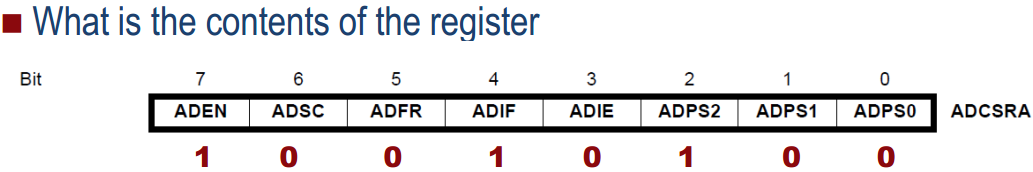 What is the contents of the register
Bit 7 6 5 4 3 2 1 0
ADEN ADSC ADFR ADIF ADIE ADPS2 ADPS1 ADPS0 ADCSRA
1 0 0 1 0 1 0 0